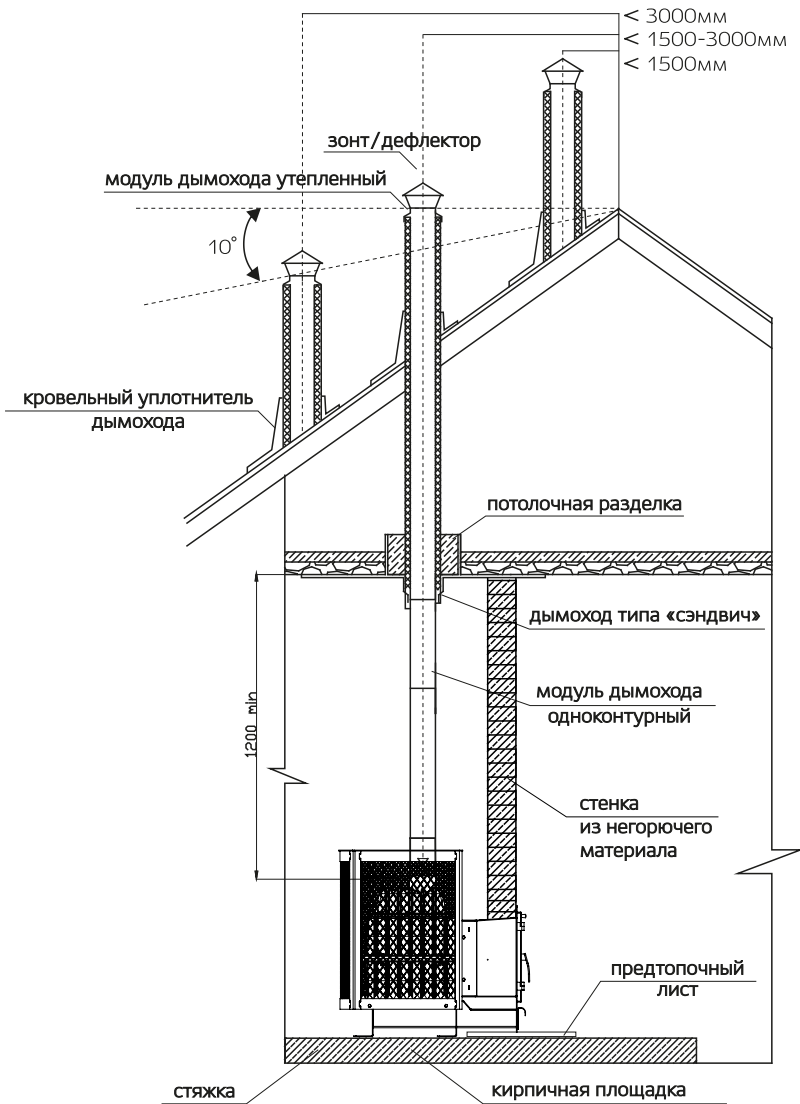 < 3000мм
< 1500-3000мм
< 1500мм
зонт/дефлектор
модуль дымохода утепленный
10°
кровельный уплотнитель
дымохода
потолочная разделка
дымоход типа «сэндвич»
модуль дымохода
одноконтурный
1200 min
стенка
из негорючего
материала
предтопочный
лист
стяжка
кирпичная площадка